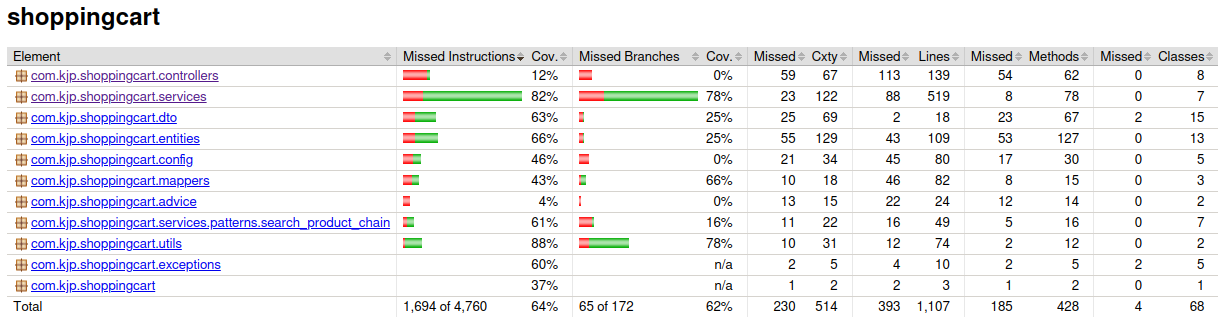 shoppingcart
Element Missed Instructions Cov. Missed Branches Cov. Missed Cxty Missed Lines Missed Methods Missed Classes
com.kjp.shoppingcart.controllers 12% 0% 59 67 113 139 54 62 0 8
com.kjp.shoppingcart.services 82% 78% 23 122 88 519 8 78 0 7
com.kjp.shoppingcart.dto 63% 25% 25 69 2 18 23 67 2 15
com.kjp.shoppingcart.entities 66% 25% 55 129 43 109 53 127 0 13
com.kjp.shoppingcart.config 46% 0% 21 34 45 80 17 30 0 5
com.kjp.shoppingcart.mappers 43% 66% 10 18 46 82 8 15 0 3
com.kjp.shoppingcart.advice 4% 0% 13 15 22 24 12 14 0 2
com.kjp.shoppingcart.services.patterns.search_product_chain 61% 16% 11 22 16 49 5 16 0 7
com.kjp.shoppingcart.utils 88% 78% 10 31 12 74 2 12 0 2
com.kjp.shoppingcart.exceptions 60% n/a 2 5 4 10 2 5 2 5
com.kjp.shoppingcart 37% n/a 1 2 2 3 1 2 0 1
Total 1,694 of 4,760 64% 65 of 172 62% 230 514 393 1,107 185 428 4 68